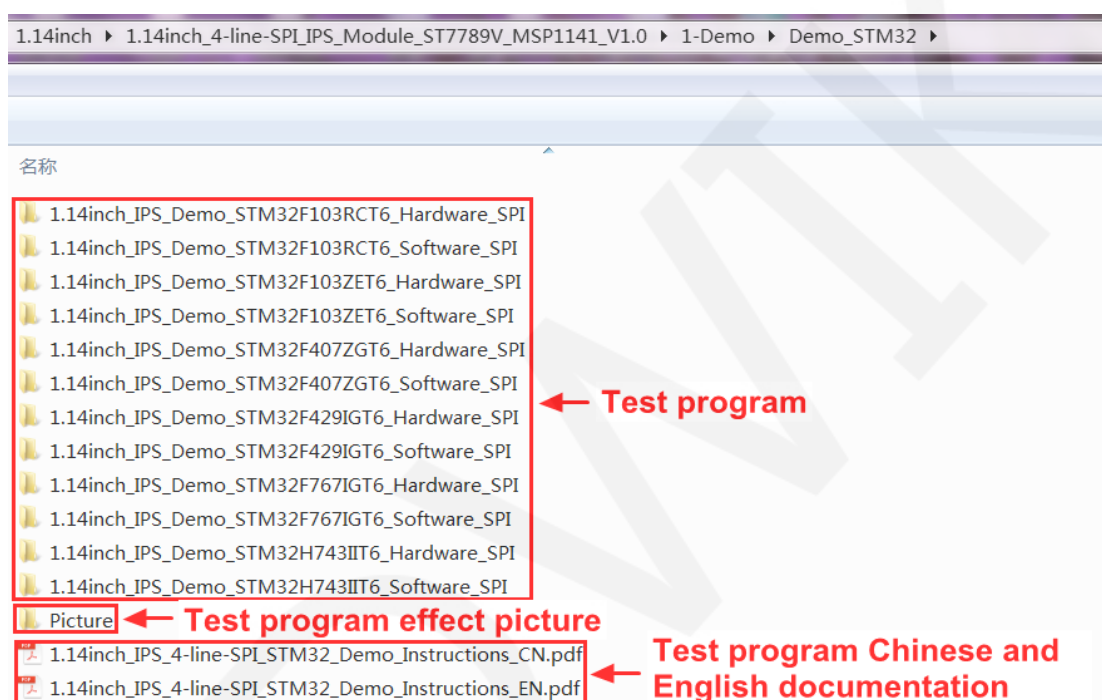 1.14inch ▸ 1.14inch_4-line-SPI_IPS_Module_ST7789V_MSP1141_V1.0 ▸ 1-Demo ▸ Demo_STM32 ▸
名称
1.14inch_IPS_Demo_STM32F103RCT6_Hardware_SPI
1.14inch_IPS_Demo_STM32F103RCT6_Software_SPI
1.14inch_IPS_Demo_STM32F103ZET6_Hardware_SPI
1.14inch_IPS_Demo_STM32F103ZET6_Software_SPI
1.14inch_IPS_Demo_STM32F407ZGT6_Hardware_SPI
1.14inch_IPS_Demo_STM32F407ZGT6_Software_SPI
Test program
1.14inch_IPS_Demo_STM32F429IGT6_Hardware_SPI
1.14inch_IPS_Demo_STM32F429IGT6_Software_SPI
1.14inch_IPS_Demo_STM32F767IGT6_Hardware_SPI
1.14inch_IPS_Demo_STM32F767IGT6_Software_SPI
1.14inch_IPS_Demo_STM32H743IIT6_Hardware_SPI
1.14inch_IPS_Demo_STM32H743IIT6_Software_SPI
Picture Test program effect picture
1.14inch_IPS_4-line-SPI_STM32_Demo_Instructions_CN.pdf
1.14inch_IPS_4-line-SPI_STM32_Demo_Instructions_EN.pdf
Test program Chinese and
English documentation